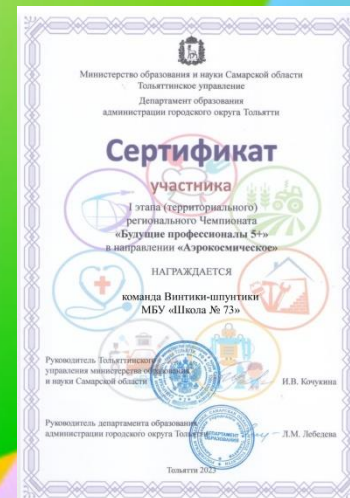 Министерство образования и науки Самарской области
Тольяттинское управление
Департамент образования
администрации городского округа Тольятти
Сертификат
участника
I этапа (территориального)
регионального Чемпионата
«Будущие профессионалы 5+»
в направлении «Аэрокосмическое»
НАГРАЖДАЕТСЯ
команда Винтики-шпунтики
МБУ «Школа № 73»
Руководитель Тольяттинского
управления министерства образования
и науки Самарской области
И.В. Кочукина
Руководитель департамента образования
администрации городского округа Тольятти
Л.М. Лебедева
ДЕПАРТАМЕНТ
ОБРАЗОВАНИЯ
Тольятти 2023